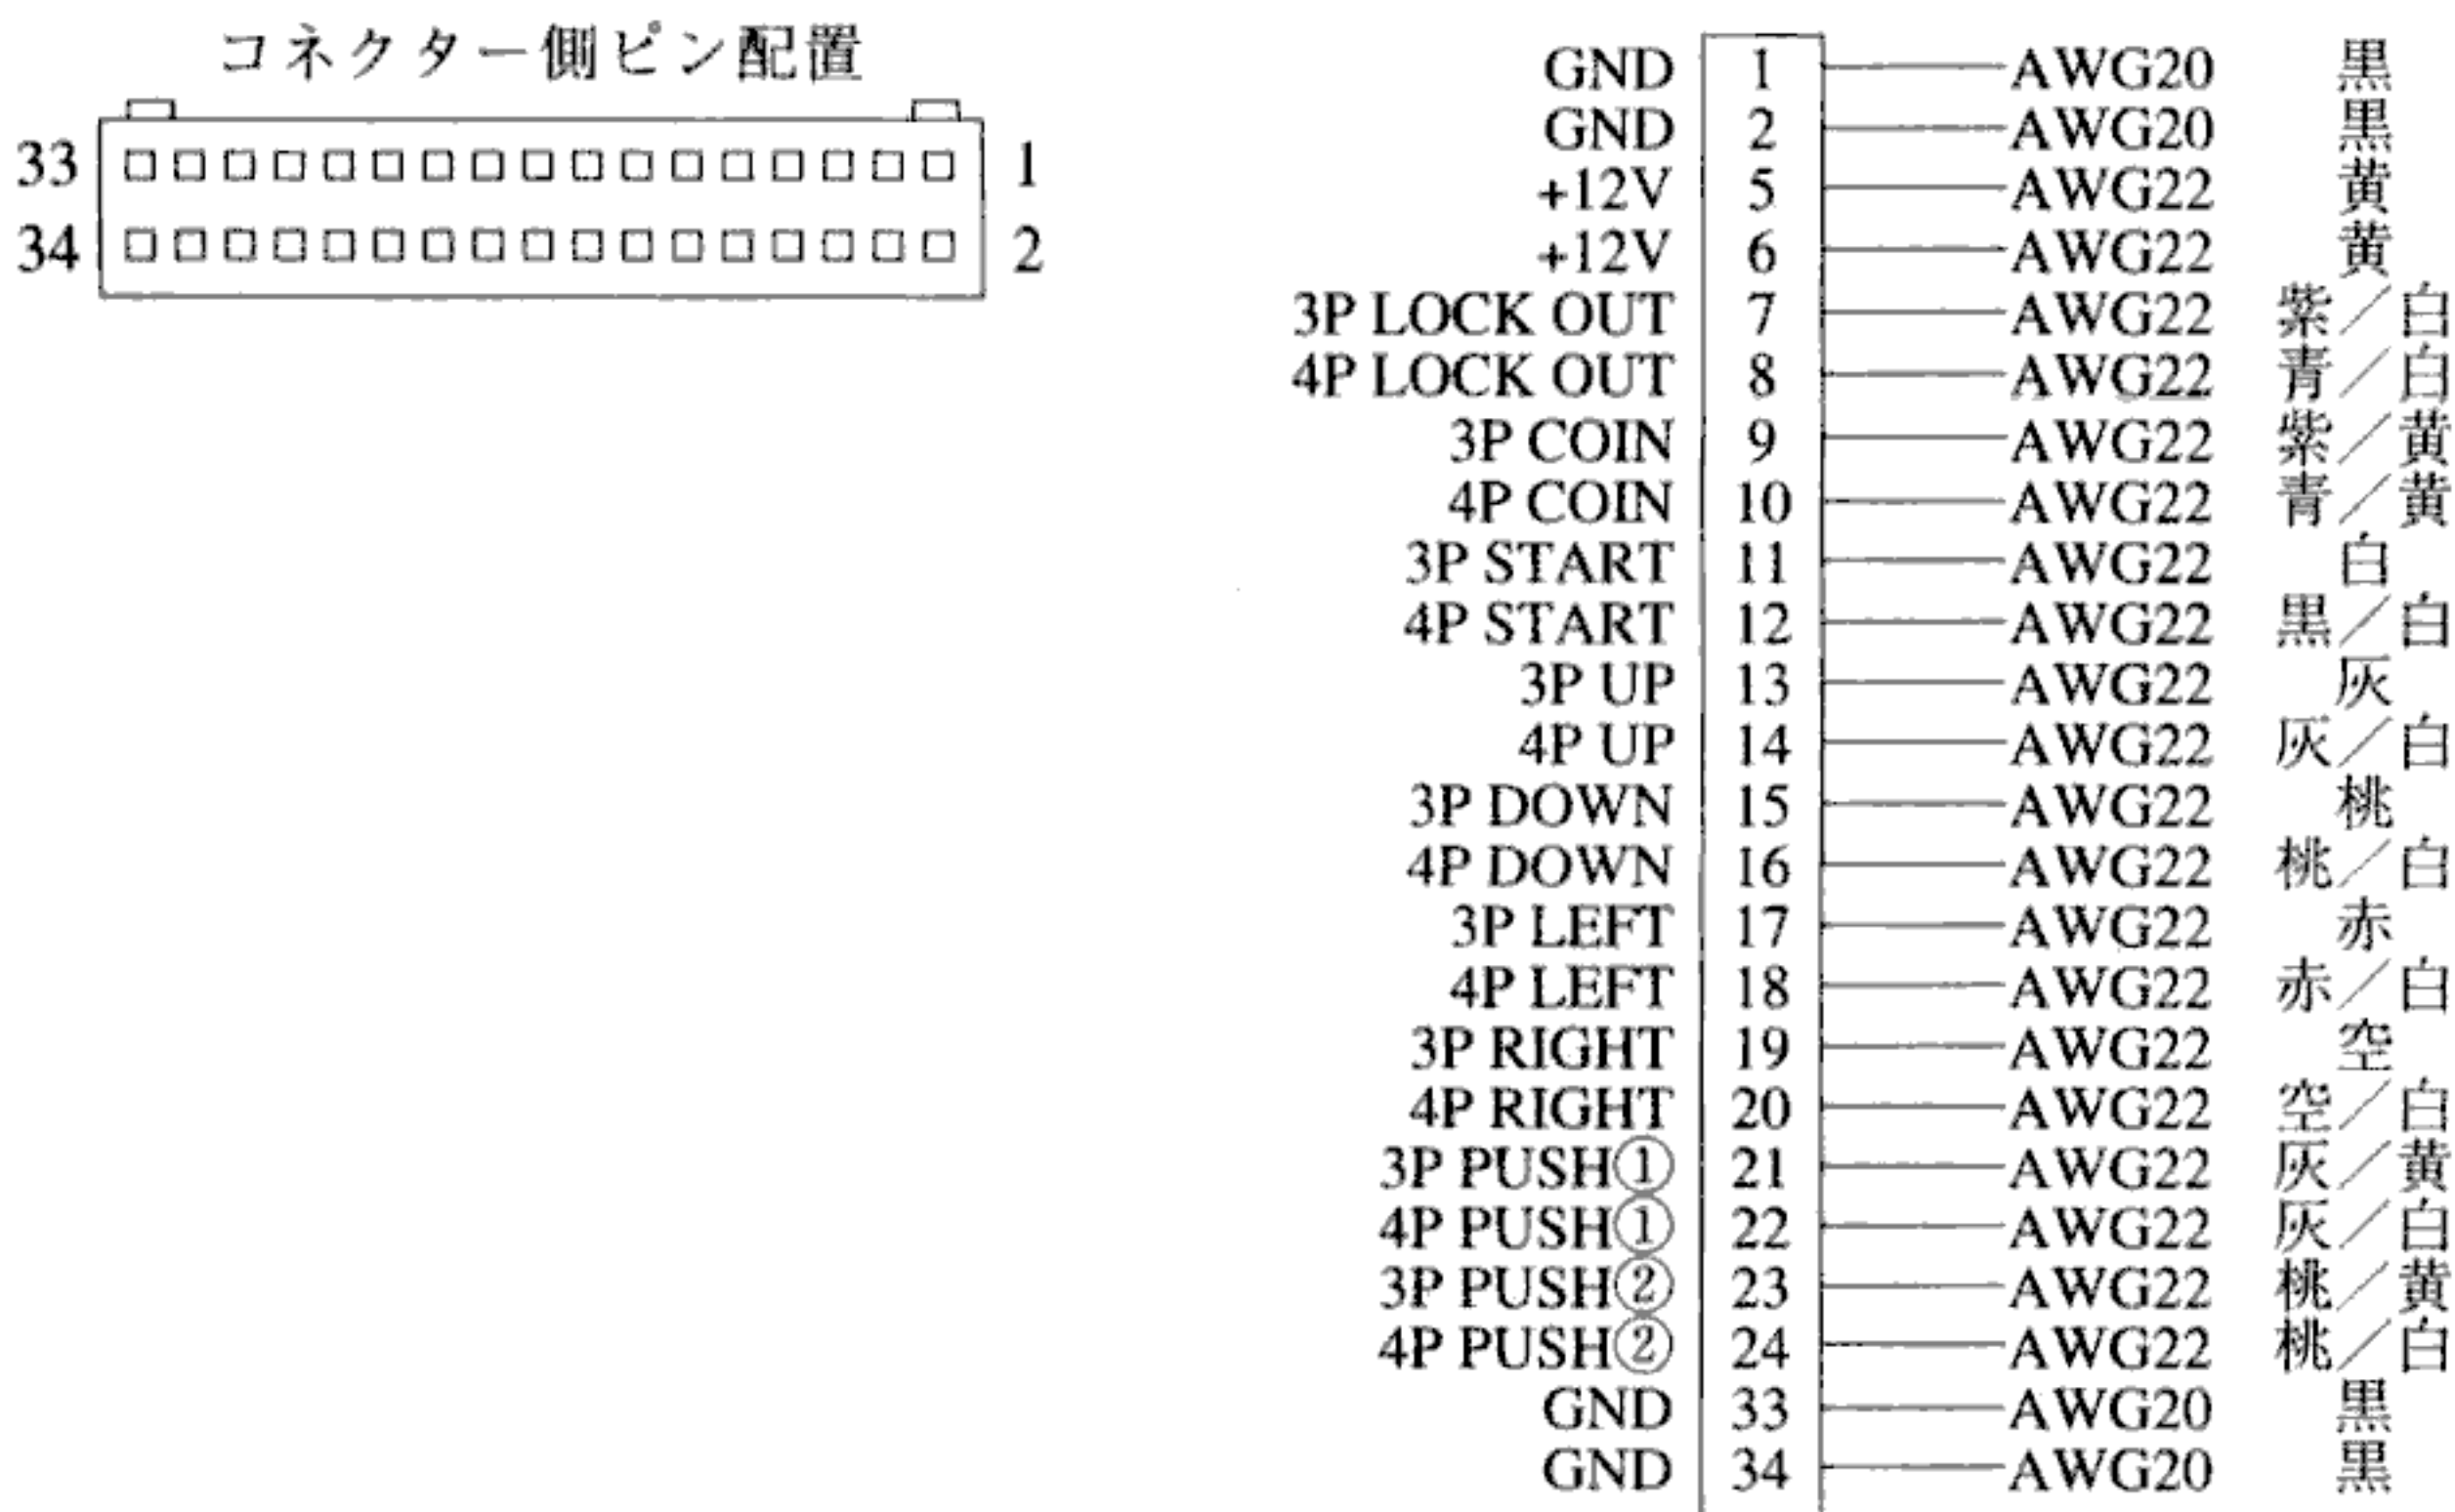 コネクター側ピン配置
33 1
34 2
GND 1 AWG20 黒
GND 2 AWG20 黒
+12V 5 AWG22 黄
+12V 6 AWG22 黄
3P LOCK OUT 7 AWG22 紫／白
4P LOCK OUT 8 AWG22 青／白
3P COIN 9 AWG22 紫／黄
4P COIN 10 AWG22 青／黄
3P START 11 AWG22 白
4P START 12 AWG22 黒／白
3P UP 13 AWG22 灰
4P UP 14 AWG22 灰／白
3P DOWN 15 AWG22 桃
4P DOWN 16 AWG22 桃／白
3P LEFT 17 AWG22 赤
4P LEFT 18 AWG22 赤／白
3P RIGHT 19 AWG22 空
4P RIGHT 20 AWG22 空／白
3P PUSH① 21 AWG22 灰／黄
4P PUSH① 22 AWG22 灰／白
3P PUSH② 23 AWG22 桃／黄
4P PUSH② 24 AWG22 桃／白
GND 33 AWG20 黒
GND 34 AWG20 黒